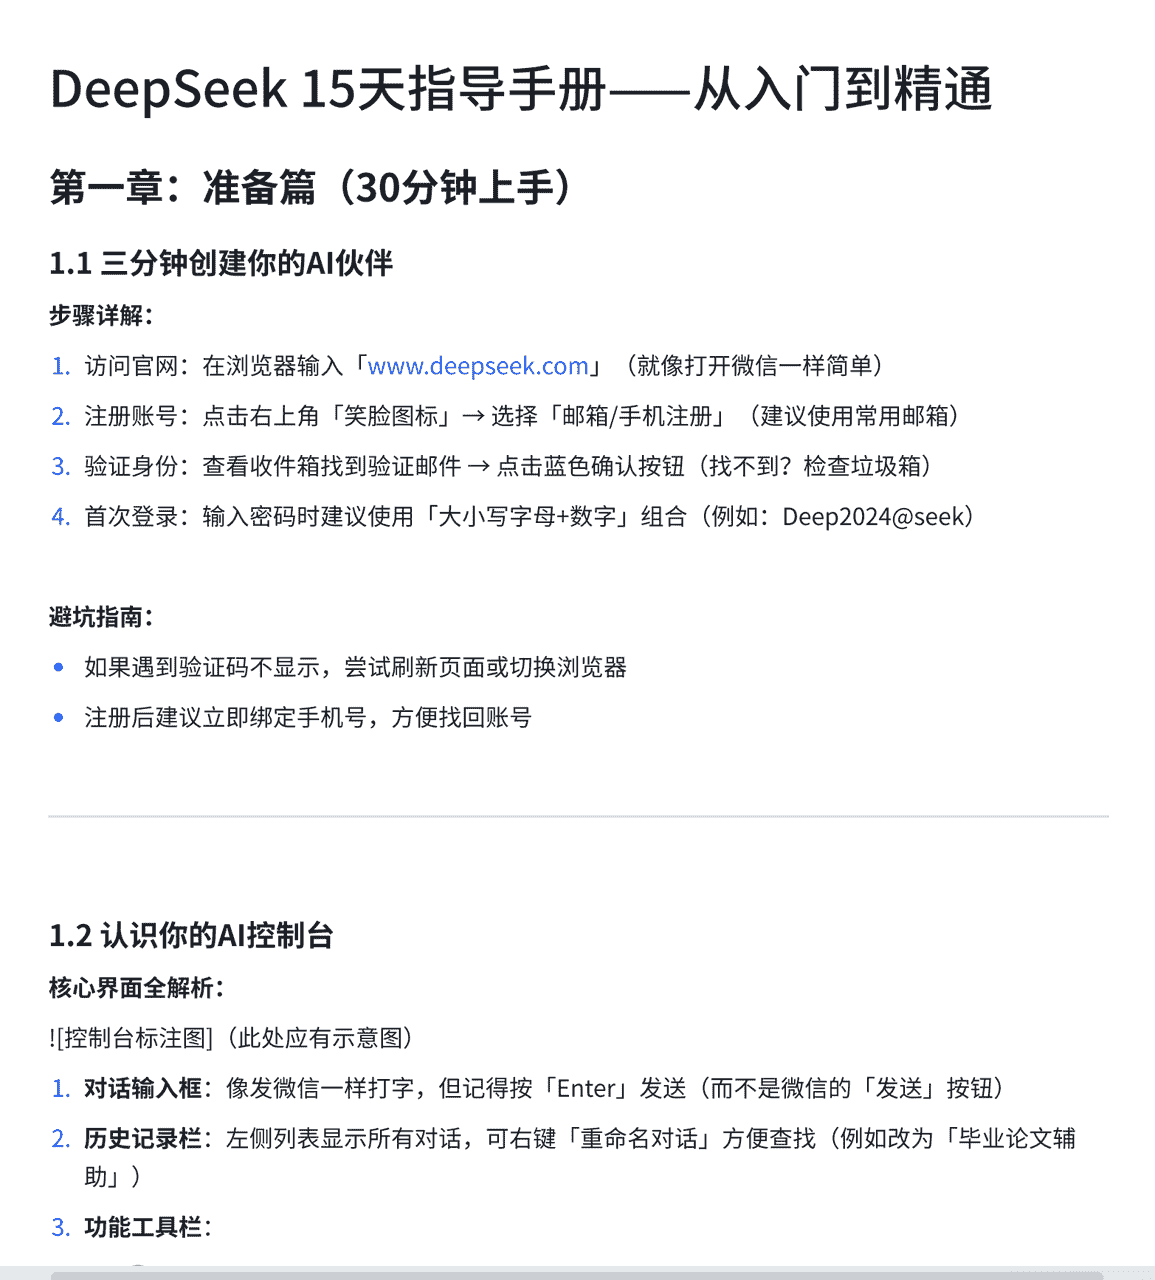 DeepSeek 15天指导手册——从入门到精通
第一章：准备篇（30分钟上手）
1.1 三分钟创建你的AI伙伴
步骤详解：
1. 访问官网：在浏览器输入「www.deepseek.com」（就像打开微信一样简单）
2. 注册账号：点击右上角「笑脸图标」→ 选择「邮箱/手机注册」（建议使用常用邮箱）
3. 验证身份：查看收件箱找到验证邮件 → 点击蓝色确认按钮（找不到？检查垃圾箱）
4. 首次登录：输入密码时建议使用「大小写字母+数字」组合（例如：Deep2024@seek）
避坑指南：
• 如果遇到验证码不显示，尝试刷新页面或切换浏览器
• 注册后建议立即绑定手机号，方便找回账号
1.2 认识你的AI控制台
核心界面全解析：
![控制台标注图]（此处应有示意图）
1. 对话输入框：像发微信一样打字，但记得按「Enter」发送（而不是微信的「发送」按钮）
2. 历史记录栏：左侧列表显示所有对话，可右键「重命名对话」方便查找（例如改为「毕业论文辅
助」）
3. 功能工具栏：